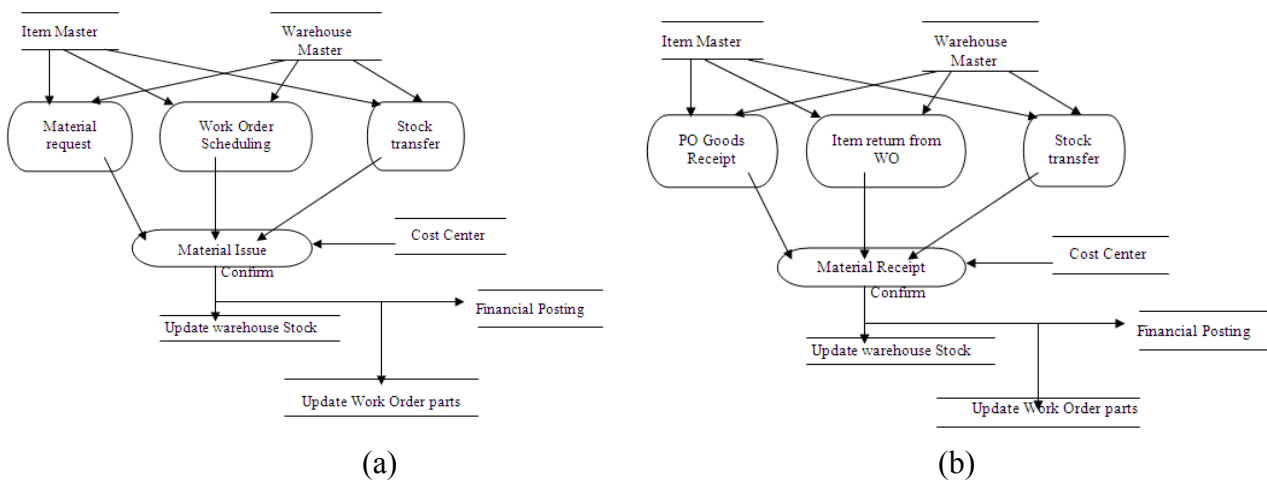 Item Master
Warehouse
Master
Material
request
Work Order
Scheduling
Stock
transfer
Material Issue
Cost Center
Confirm
Financial Posting
Update warehouse Stock
Update Work Order parts
(a)
Item Master
Warehouse
Master
PO Goods
Receipt
Item return from
WO
Stock
transfer
Material Receipt
Cost Center
Confirm
Financial Posting
Update warehouse Stock
Update Work Order parts
(b)